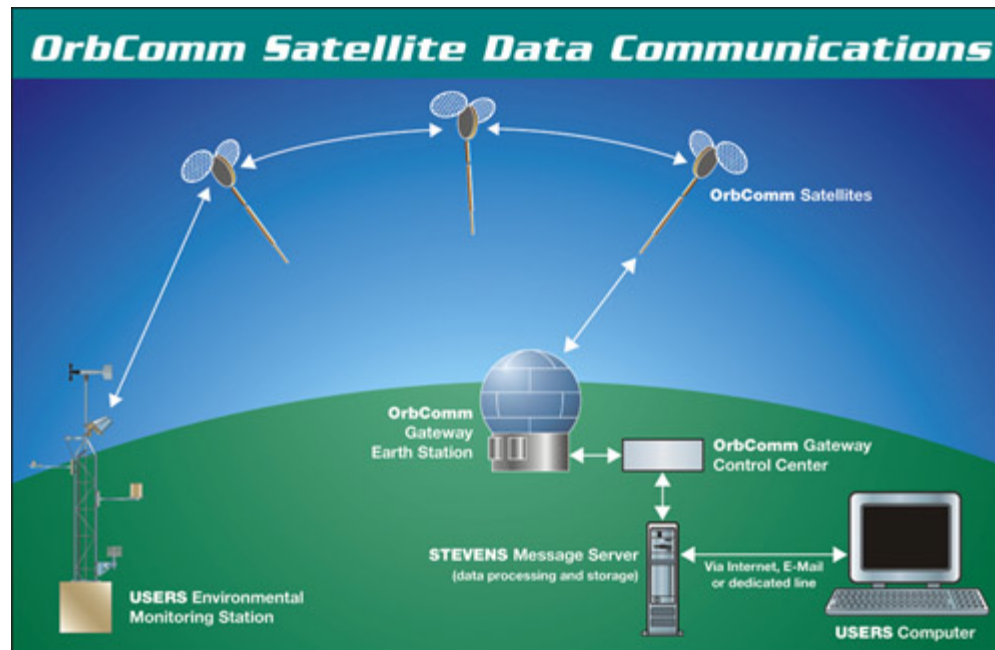 OrbComm Satellite Data Communications
OrbComm Satellites
OrbComm
Gateway
Earth Station
OrbComm Gateway
Control Center
STEVENS Message Server
(data processing and storage)
Via Internet, E-Mail
or dedicated line
USERS Environmental
Monitoring Station
USERS Computer